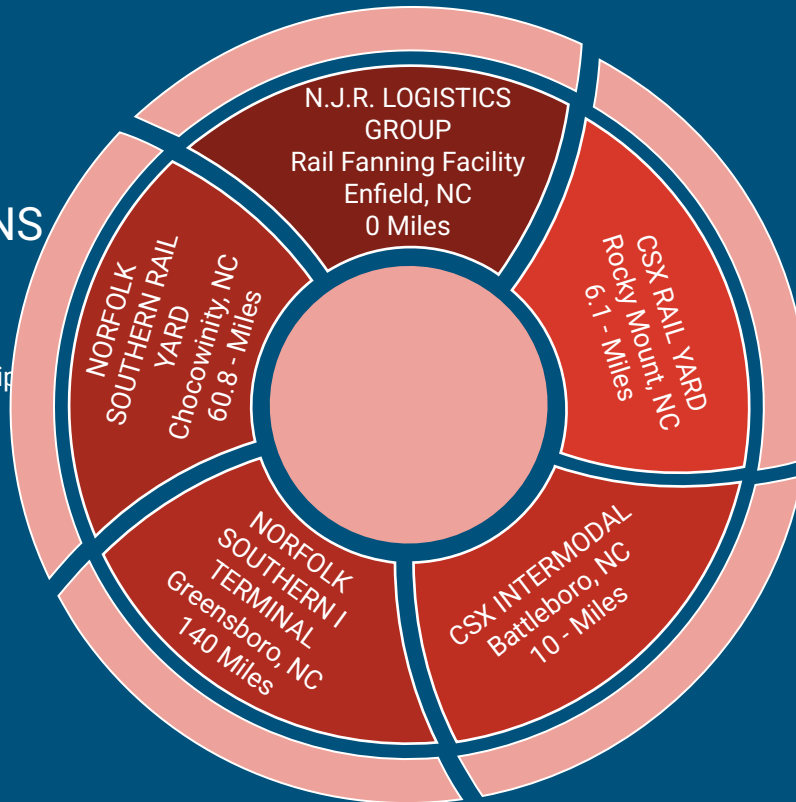 N.J.R. LOGISTICS
GROUP
Rail Fanning Facility
Enfield, NC
0 Miles
CSX RAIL YARD
Rocky Mount, NC
6.1 - Miles
CSX INTERMODAL
Battleboro, NC
10 - Miles
NORFOLK
SOUTHERN I
TERMINAL
Greensboro, NC
140 Miles
NORFOLK
SOUTHERN RAIL
YARD
Chocowinity, NC
60.8 - Miles
NS